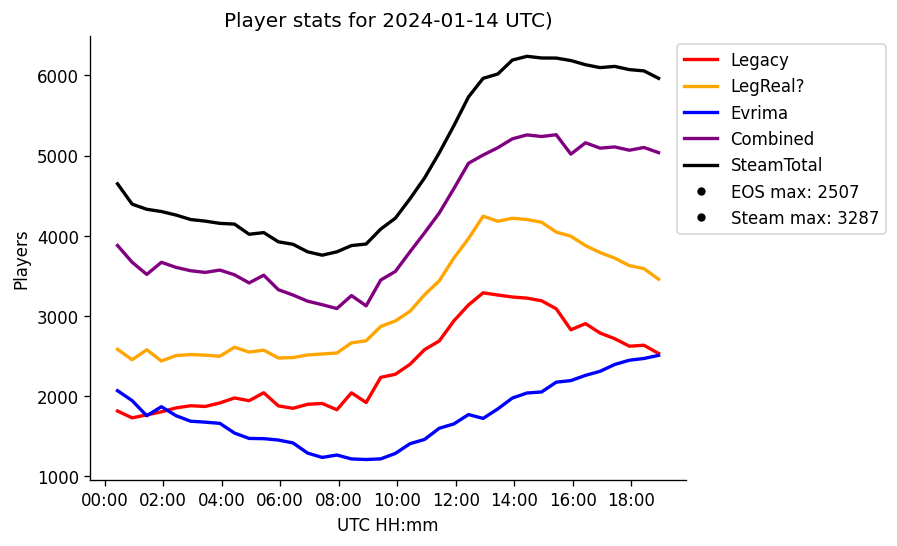 Player stats for 2024-01-14 UTC)
Legacy
LegReal?
Evrima
Combined
SteamTotal
EOS max: 2507
Steam max: 3287
Players
6000
5000
4000
3000
2000
1000
00:00 02:00 04:00 06:00 08:00 10:00 12:00 14:00 16:00 18:00
UTC HH:mm